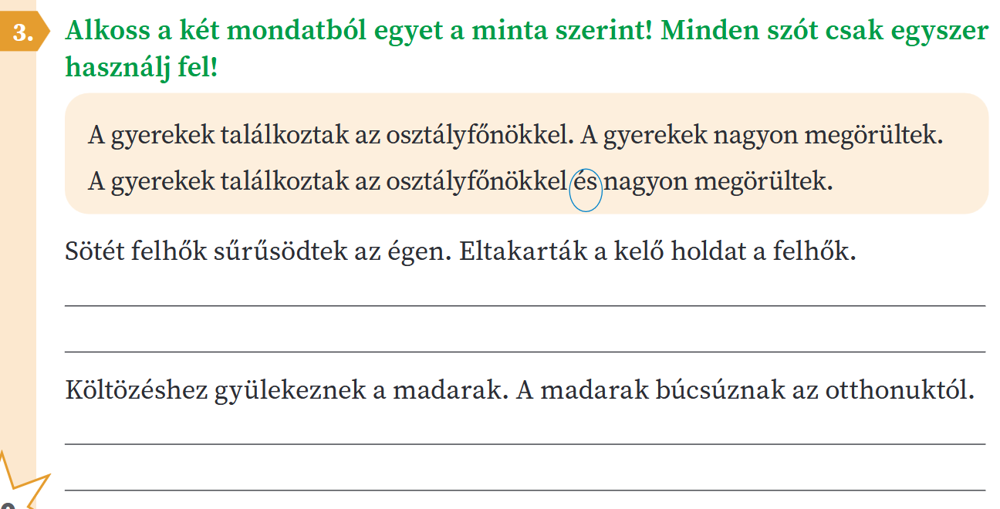 3.
Alkoss a két mondatból egyet a minta szerint! Minden szót csak egyszer
használj fel!
A gyerekek találkoztak az osztályfőnökkel. A gyerekek nagyon megörültek.
A gyerekek találkoztak az osztályfőnökkel és nagyon megörültek.
Sötét felhők sűrűsödtek az égen. Eltakarták a kelő holdat a felhők.
Költözéshez gyülekeznek a madarak. A madarak búcsúznak az otthonuktól.